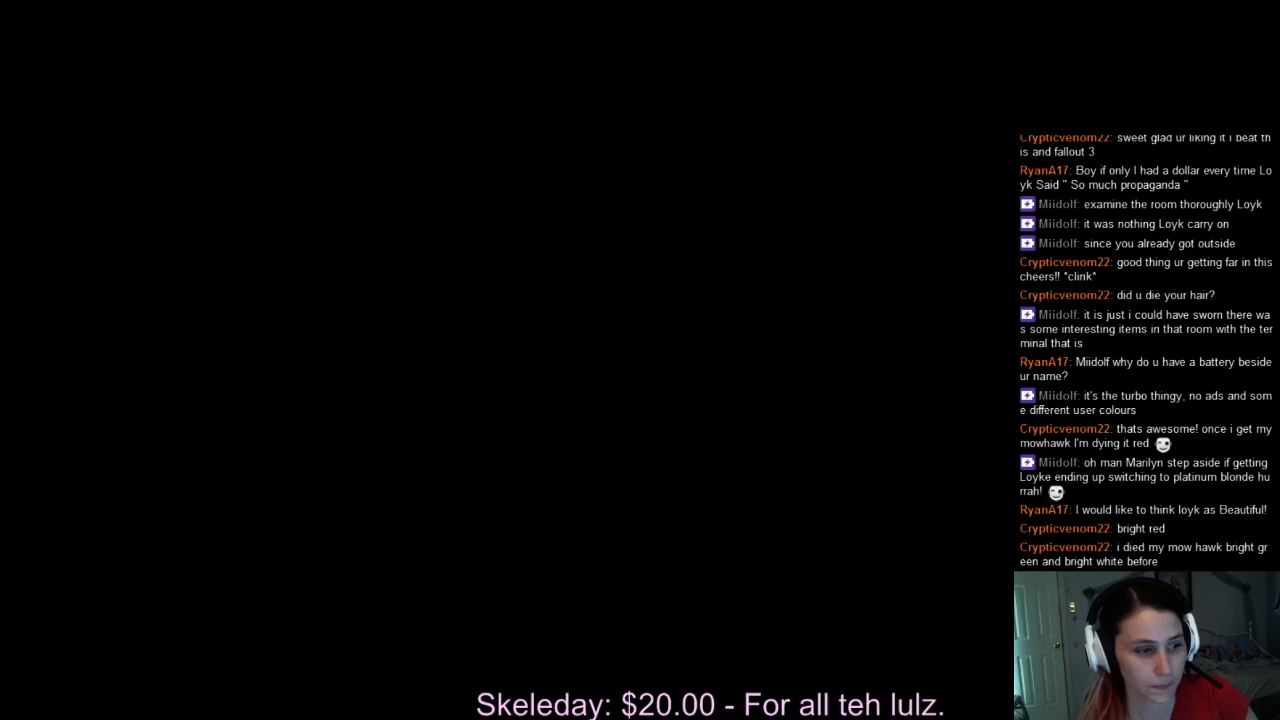 Crypticvenom22: sweet glad ur liking it i beat th
is and fallout 3
RyanA17: Boy if only I had a dollar every time Lo
yk Said " So much propaganda "
Miidolf: examine the room thoroughly Loyk
Miidolf: it was nothing Loyk carry on
Miidolf: since you already got outside
Crypticvenom22: good thing ur getting far in this
cheers!! *clink*
Crypticvenom22: did u die your hair?
Miidolf: it is just i could have sworn there wa
s some interesting items in that room with the ter
minal that is
RyanA17: Miidolf why do u have a battery beside
ur name?
Miidolf: it's the turbo thingy, no ads and som
e different user colours
Crypticvenom22: thats awesome! once i get my
mowhawk I'm dying it red
Miidolf: oh man Marilyn step aside if getting
Loyke ending up switching to platinum blonde hu
rrah!
RyanA17: I would like to think loyk as Beautiful!
Crypticvenom22: bright red
Crypticvenom22: i died my mow hawk bright gr
een and bright white before
Skeleday: $20.00 - For all teh lulz.